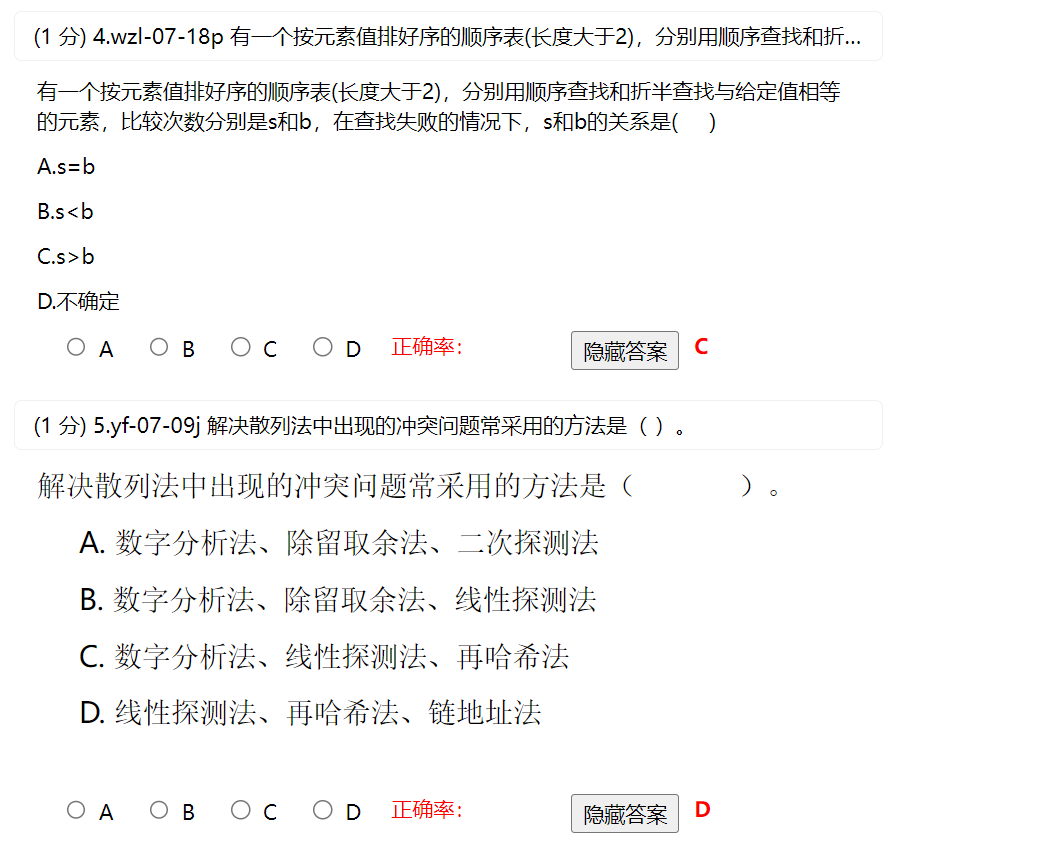 (1 分) 4.wzl-07-18p 有一个按元素值排好序的顺序表(长度大于2)，分别用顺序查找和折...
有一个按元素值排好序的顺序表(长度大于2)，分别用顺序查找和折半查找与给定值相等
的元素，比较次数分别是s和b，在查找失败的情况下，s和b的关系是( )
A.s=b
B.s<b
C.s>b
D.不确定
A B C D 正确率： 隐藏答案 C
(1 分) 5.yf-07-09j 解决散列法中出现的冲突问题常采用的方法是（ ）。
解决散列法中出现的冲突问题常采用的方法是（ ）。
A. 数字分析法、除留取余法、二次探测法
B. 数字分析法、除留取余法、线性探测法
C. 数字分析法、线性探测法、再哈希法
D. 线性探测法、再哈希法、链地址法
A B C D 正确率： 隐藏答案 D